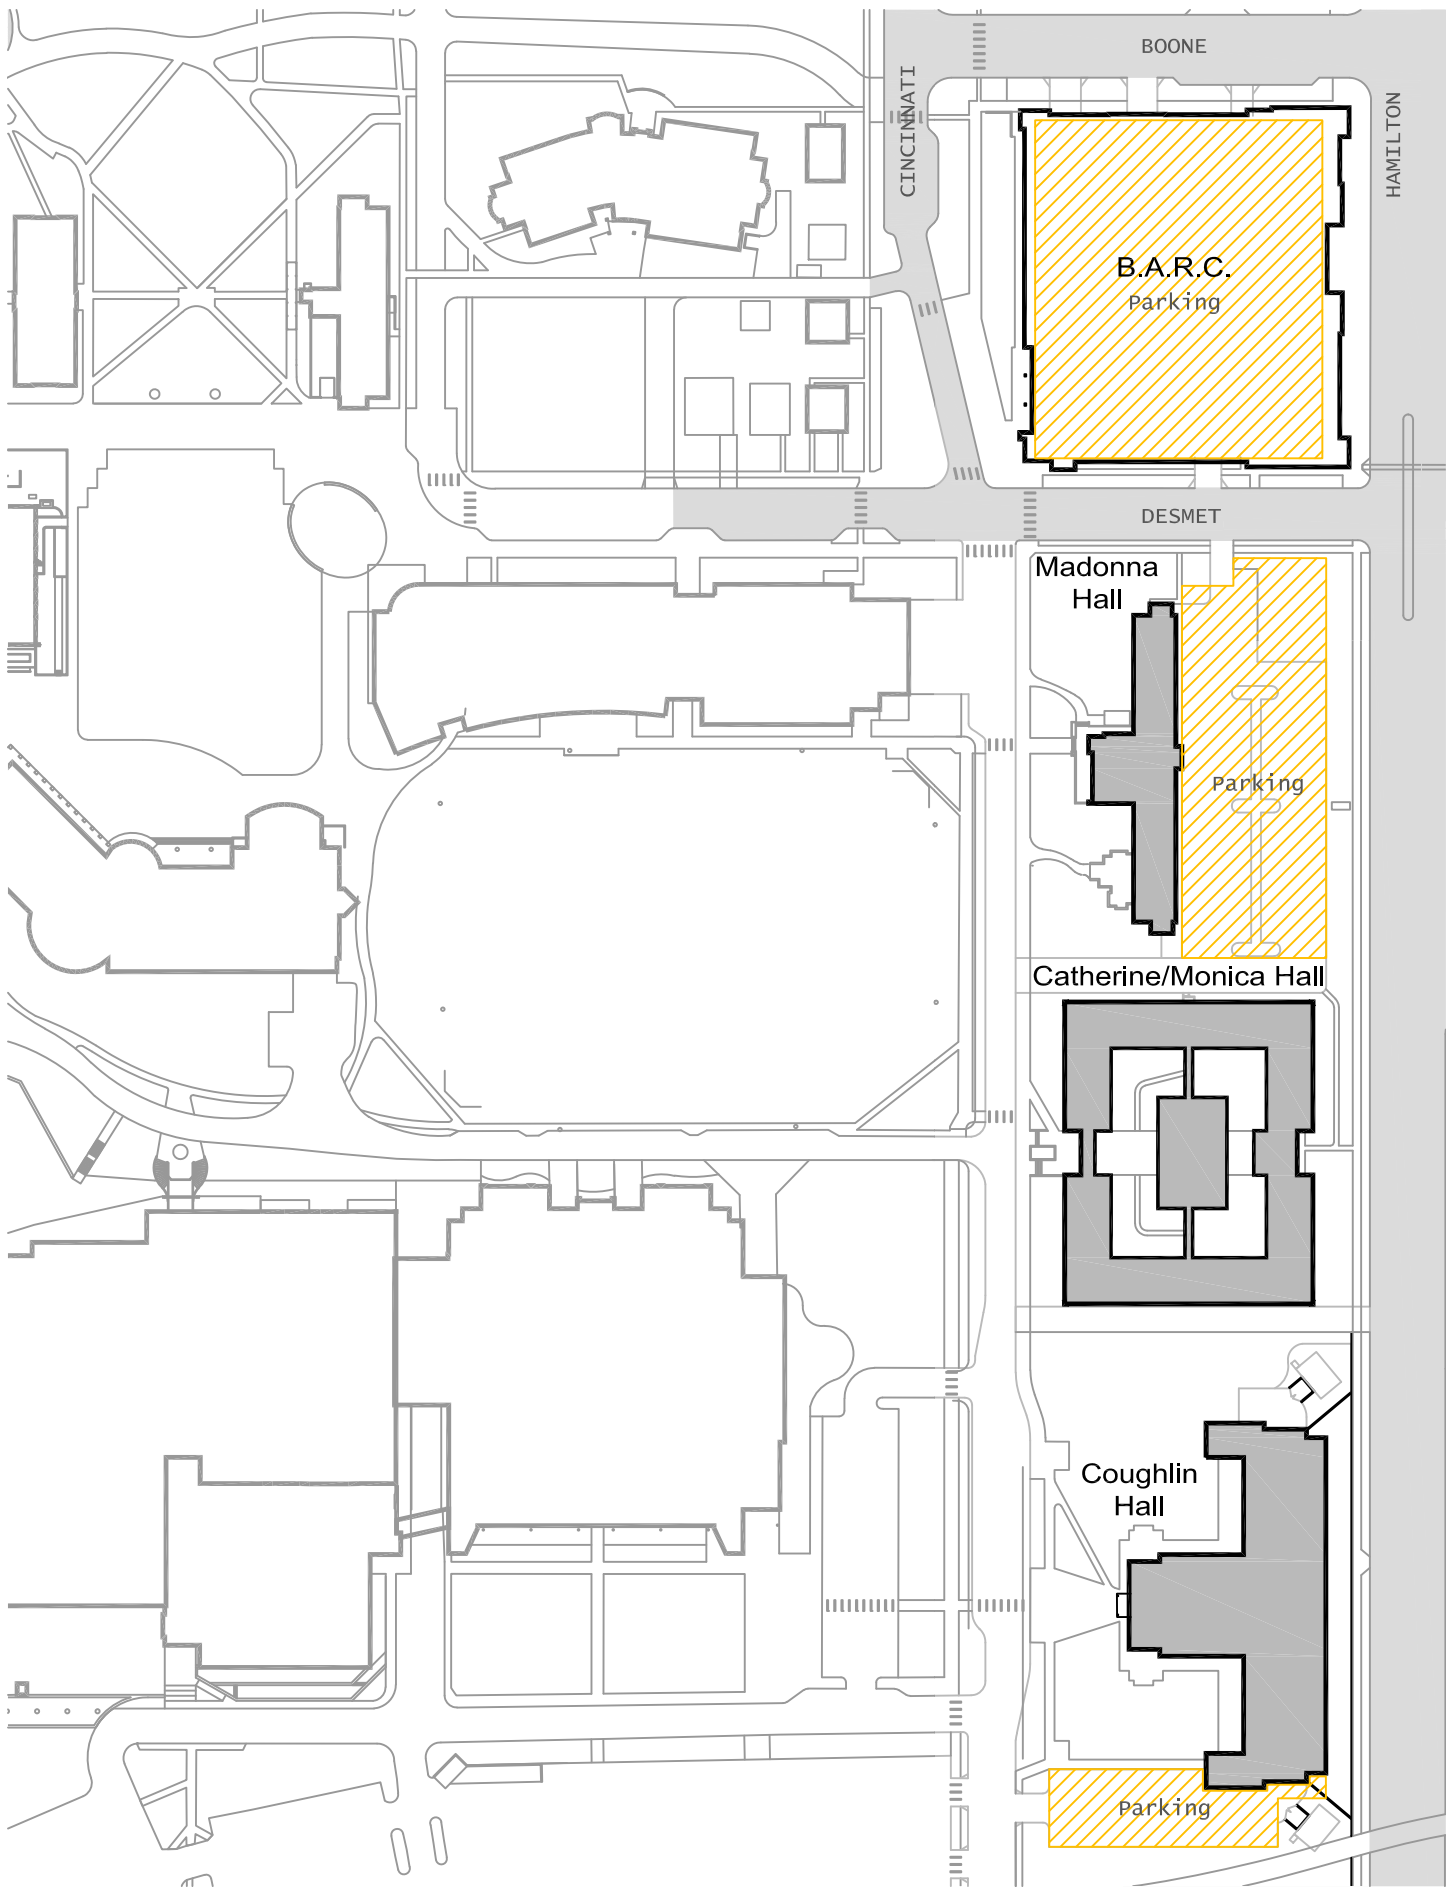 BOONE
CINCINNATI
HAMILTON
B.A.R.C.
Parking
DESMET
Madonna
Hall
Parking
Catherine/Monica Hall
Coughlin
Hall
Parking